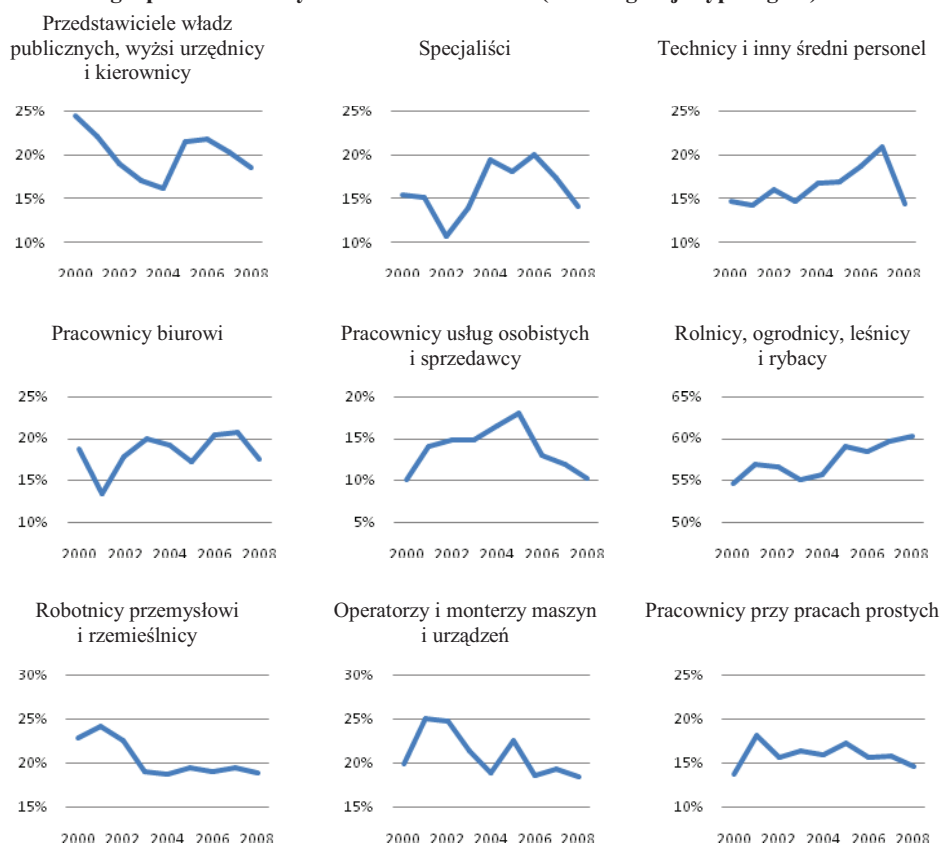 Przedstawiciele władz
publicznych, wyżsi urzędnicy
i kierownicy
Specjaliści
Technicy i inny średni personel
25%
20%
15%
10%
2000 2002 2004 2006 2008
25%
20%
15%
10%
2000 2002 2004 2006 2008
25%
20%
15%
10%
2000 2002 2004 2006 2008
Pracownicy biurowi
Pracownicy usług osobistych
i sprzedawcy
Rolnicy, ogrodnicy, leśnicy
i rybacy
25%
20%
15%
10%
2000 2002 2004 2006 2008
20%
15%
10%
5%
2000 2002 2004 2006 2008
65%
60%
55%
50%
2000 2002 2004 2006 2008
Robotnicy przemysłowi
i rzemieślnicy
Operatorzy i monterzy maszyn
i urządzeń
Pracownicy przy pracach prostych
30%
25%
20%
15%
2000 2002 2004 2006 2008
30%
25%
20%
15%
2000 2002 2004 2006 2008
25%
20%
15%
10%
2000 2002 2004 2006 2008